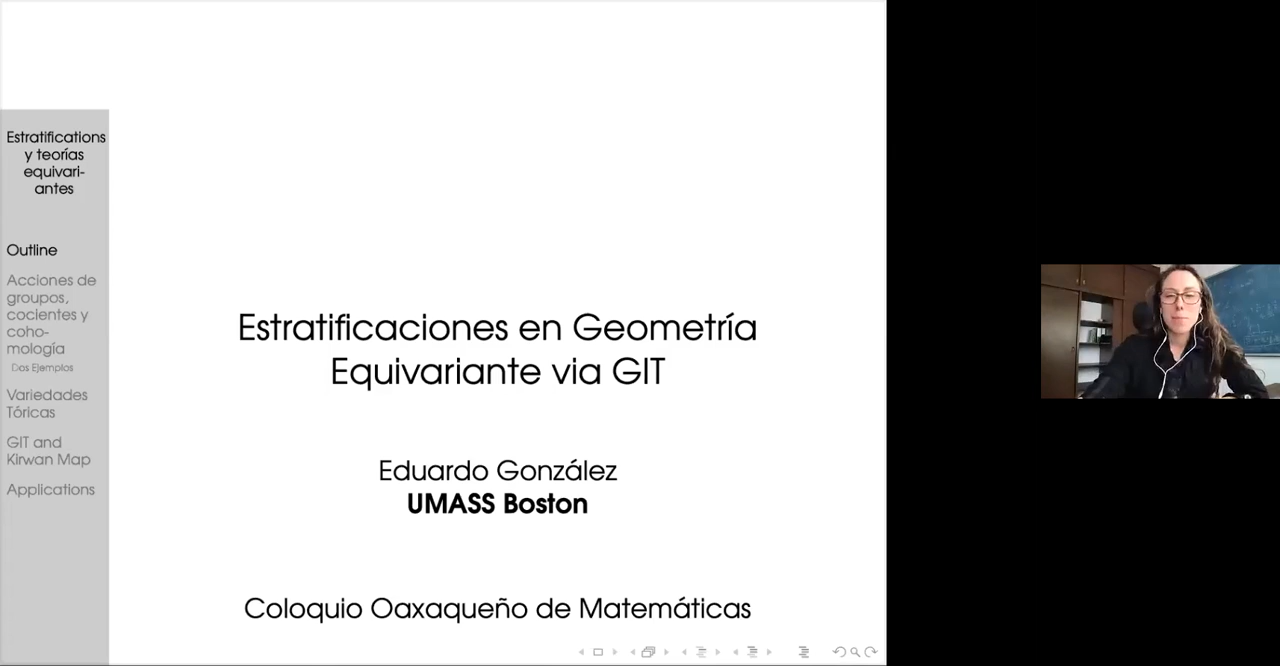 Estratifications
y teorías
equivari-
antes
Outline
Acciones de
groupos,
cocientes y
coho-
mología
Dos Ejemplos
Variedades
Tóricas
GIT and
Kirwan Map
Applications
Estratificaciones en Geometría
Equivariante via GIT
Eduardo González
UMASS Boston
Coloquio Oaxaqueño de Matemáticas